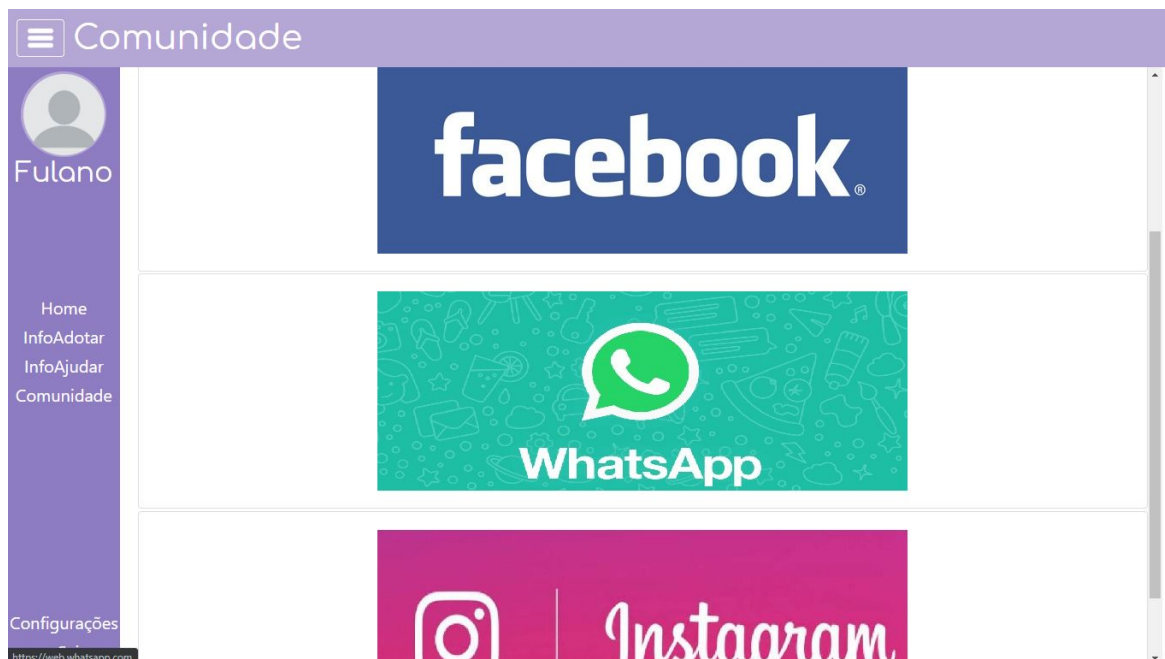 Comunidade
Fulano
Home
InfoAdotar
InfoAjudar
Comunidade
Configurações
https://web.whatsapp.com
facebook®
WhatsApp
Instagram